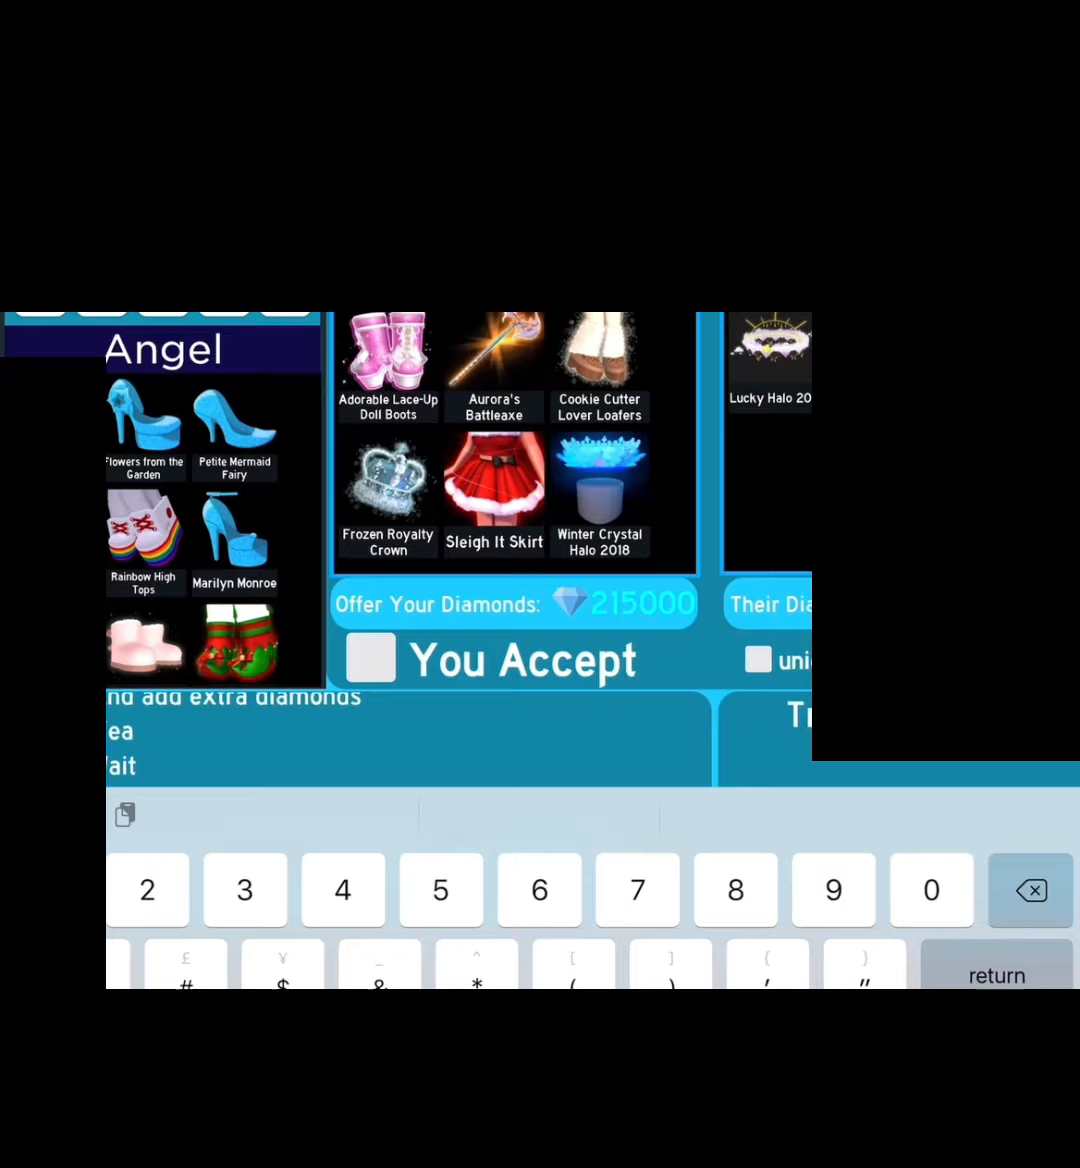 Angel
Flowers from the
Garden
Petite Mermaid
Fairy
Rainbow High
Tops
Marilyn Monroe
Adorable Lace-Up
Doll Boots
Aurora's
Battleaxe
Cookie Cutter
Lover Loafers
Frozen Royalty
Crown
Sleigh It Skirt
Winter Crystal
Halo 2018
Offer Your Diamonds: 215000
You Accept
Lucky Halo 20
Their Dia
uni
nd add extra diamonds
ea
ait
Tr
2 3 4 5 6 7 8 9 0
£ ¥ _ ^ [ ] { }
# $ & * ( ) ' " return